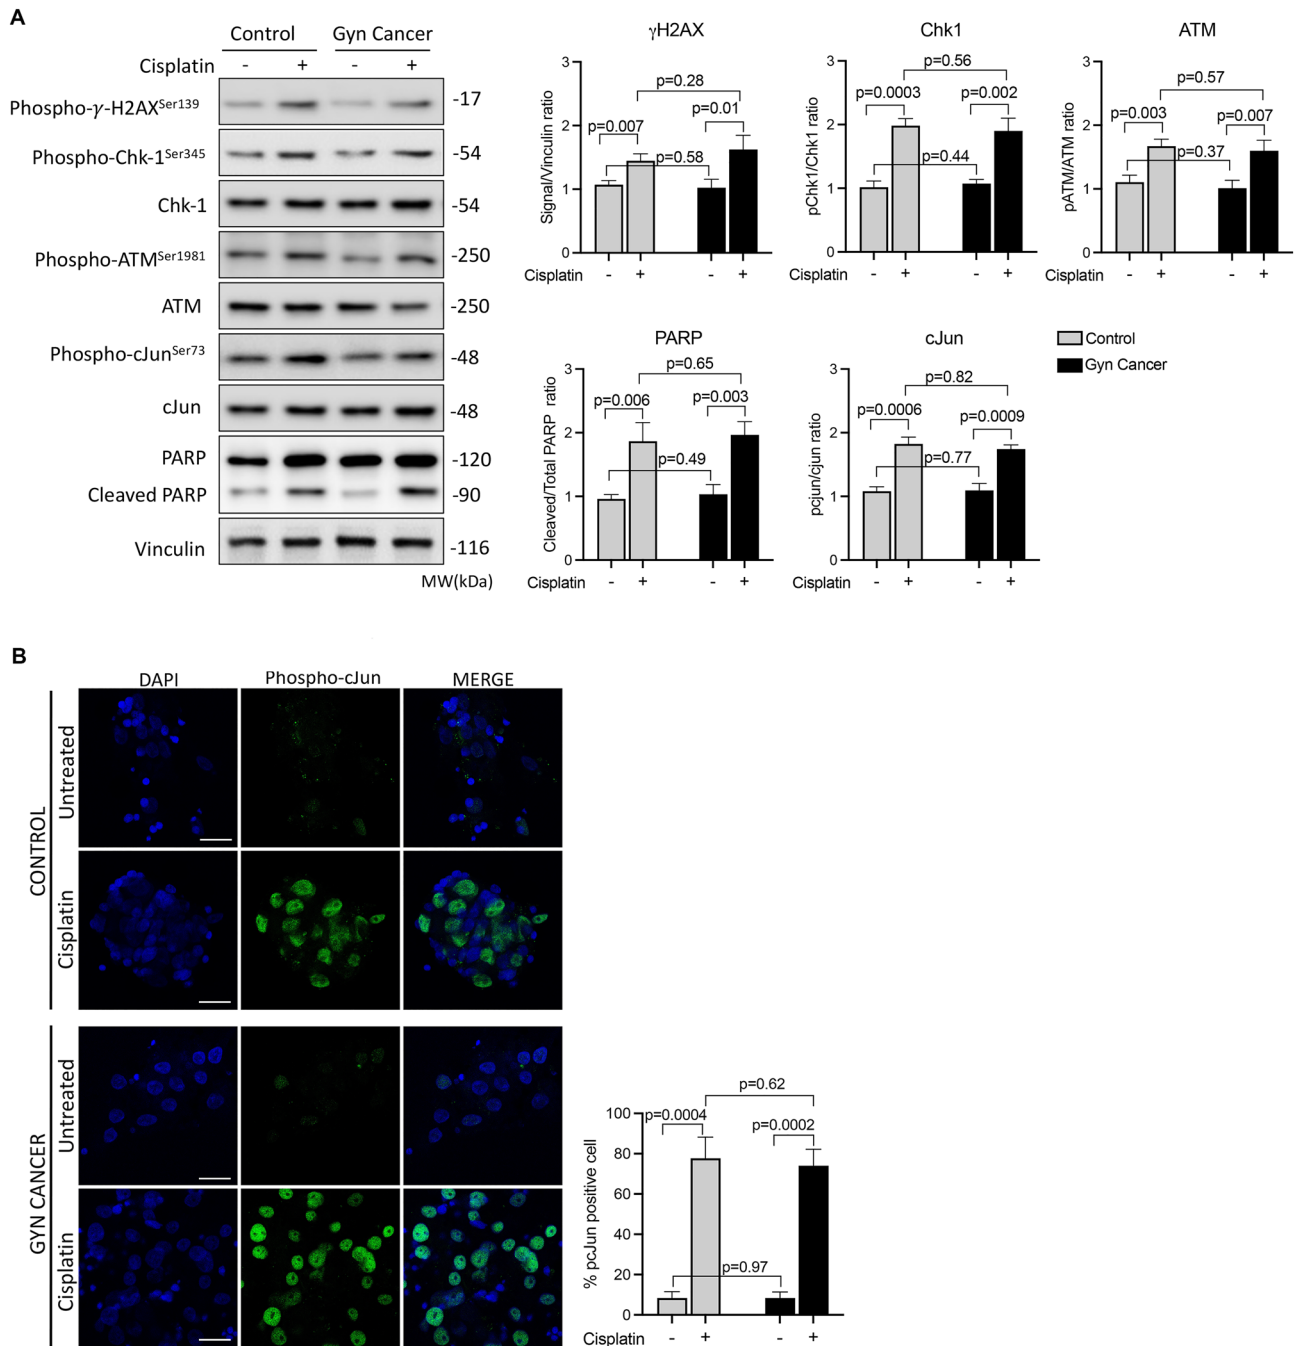 A
Control Gyn Cancer
Cisplatin - + - +
Phospho-γ-H2AXSer139 -17
Phospho-Chk-1Ser345 -54
Chk-1 -54
Phospho-ATMSer1981 -250
ATM -250
Phospho-cJunSer73 -48
cJun -48
PARP -120
Cleaved PARP -90
Vinculin -116
MW(kDa)
γH2AX
Signal/Vinculin ratio
3
2
1
0
p=0.28
p=0.007
p=0.01
p=0.58
Cisplatin - + - +
Chk1
pChk1/Chk1 ratio
3
2
1
0
p=0.56
p=0.0003
p=0.002
p=0.44
Cisplatin - + - +
ATM
pATM/ATM ratio
3
2
1
0
p=0.57
p=0.003
p=0.007
p=0.37
Cisplatin - + - +
PARP
Cleaved/Total PARP ratio
3
2
1
0
p=0.65
p=0.006
p=0.003
p=0.49
Cisplatin - + - +
cJun
pcjun/cjun ratio
3
2
1
0
p=0.82
p=0.0006
p=0.0009
p=0.77
Cisplatin - + - +
Control
Gyn Cancer
B
DAPI Phospho-cJun MERGE
CONTROL
Untreated
Cisplatin
GYN CANCER
Untreated
Cisplatin
% pcJun positive cell
100
80
60
40
20
0
p=0.62
p=0.0004
p=0.0002
p=0.97
Cisplatin - + - +